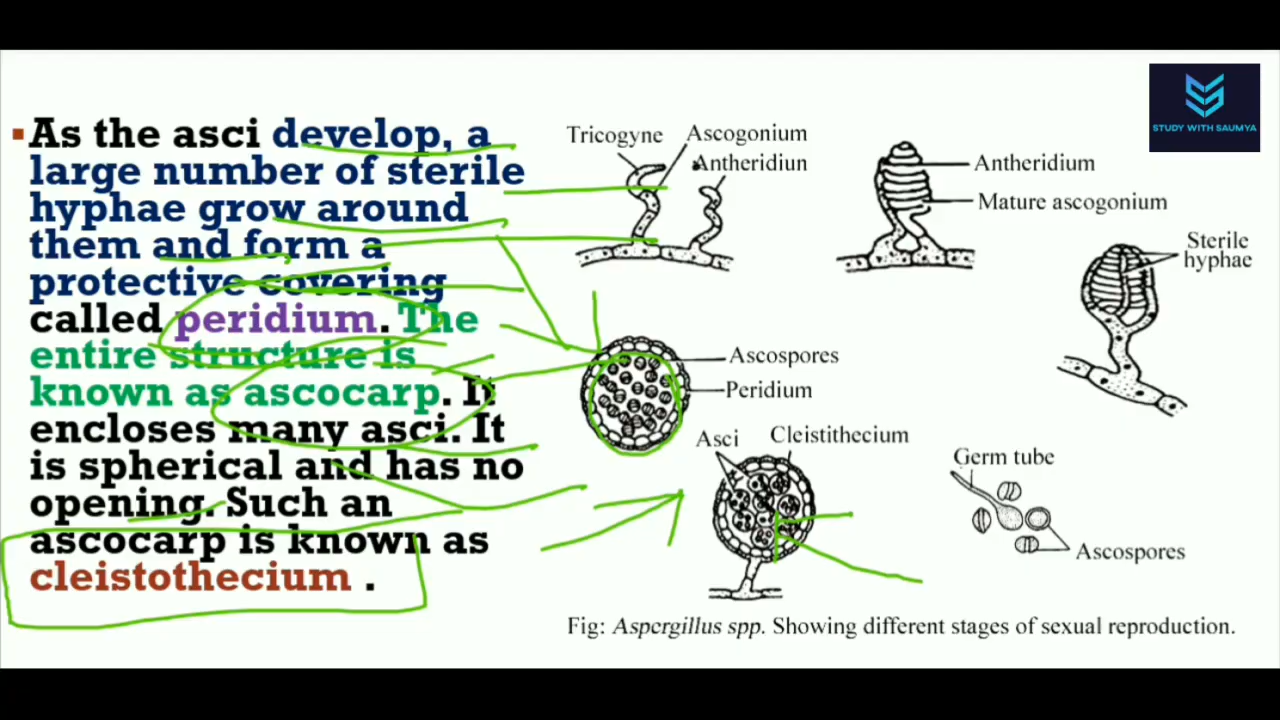 ▪As the asci develop, a
large number of sterile
hyphae grow around
them and form a
protective covering
called peridium. The
entire structure is
known as ascocarp. It
encloses many asci. It
is spherical and has no
opening. Such an
ascocarp is known as
cleistothecium .
STUDY WITH SAUMYA
Tricogyne
Ascogonium
Antheridiun
Antheridium
Mature ascogonium
Sterile
hyphae
Ascospores
Peridium
Asci
Cleistithecium
Germ tube
Ascospores
Fig: Aspergillus spp. Showing different stages of sexual reproduction.